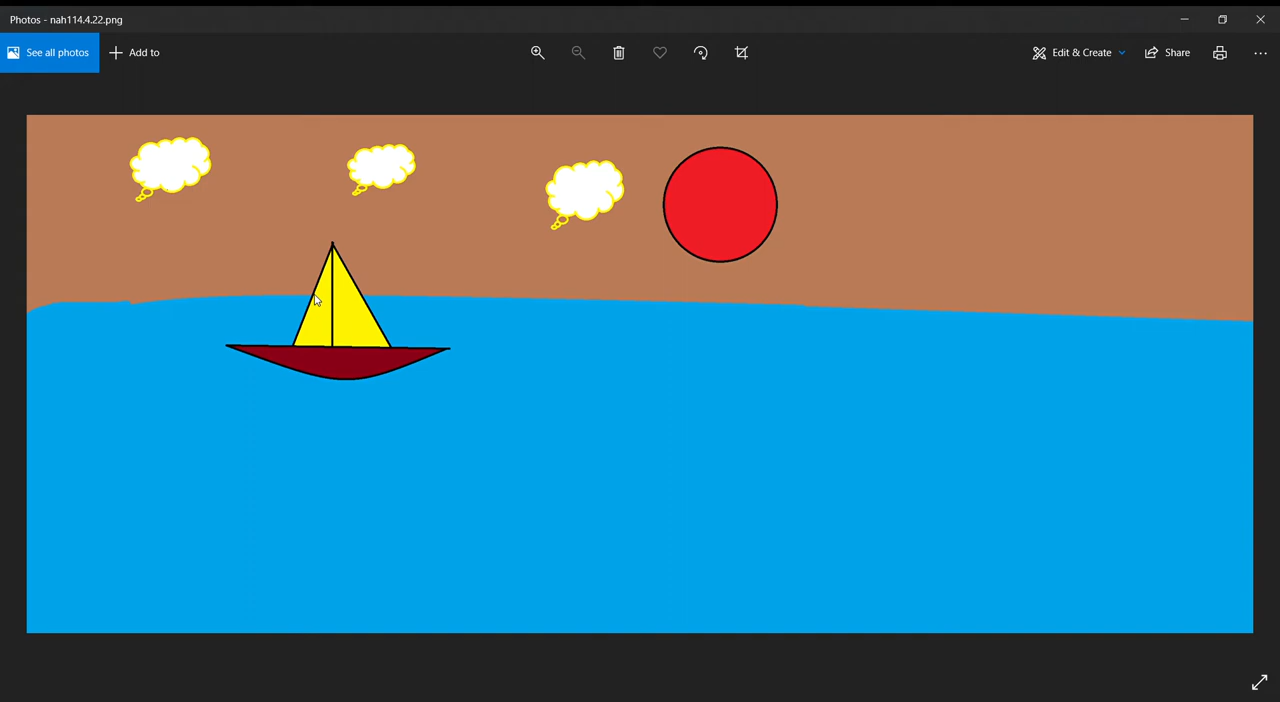 Photos - nah114.4.22.png
See all photos
Add to
Edit & Create
Share